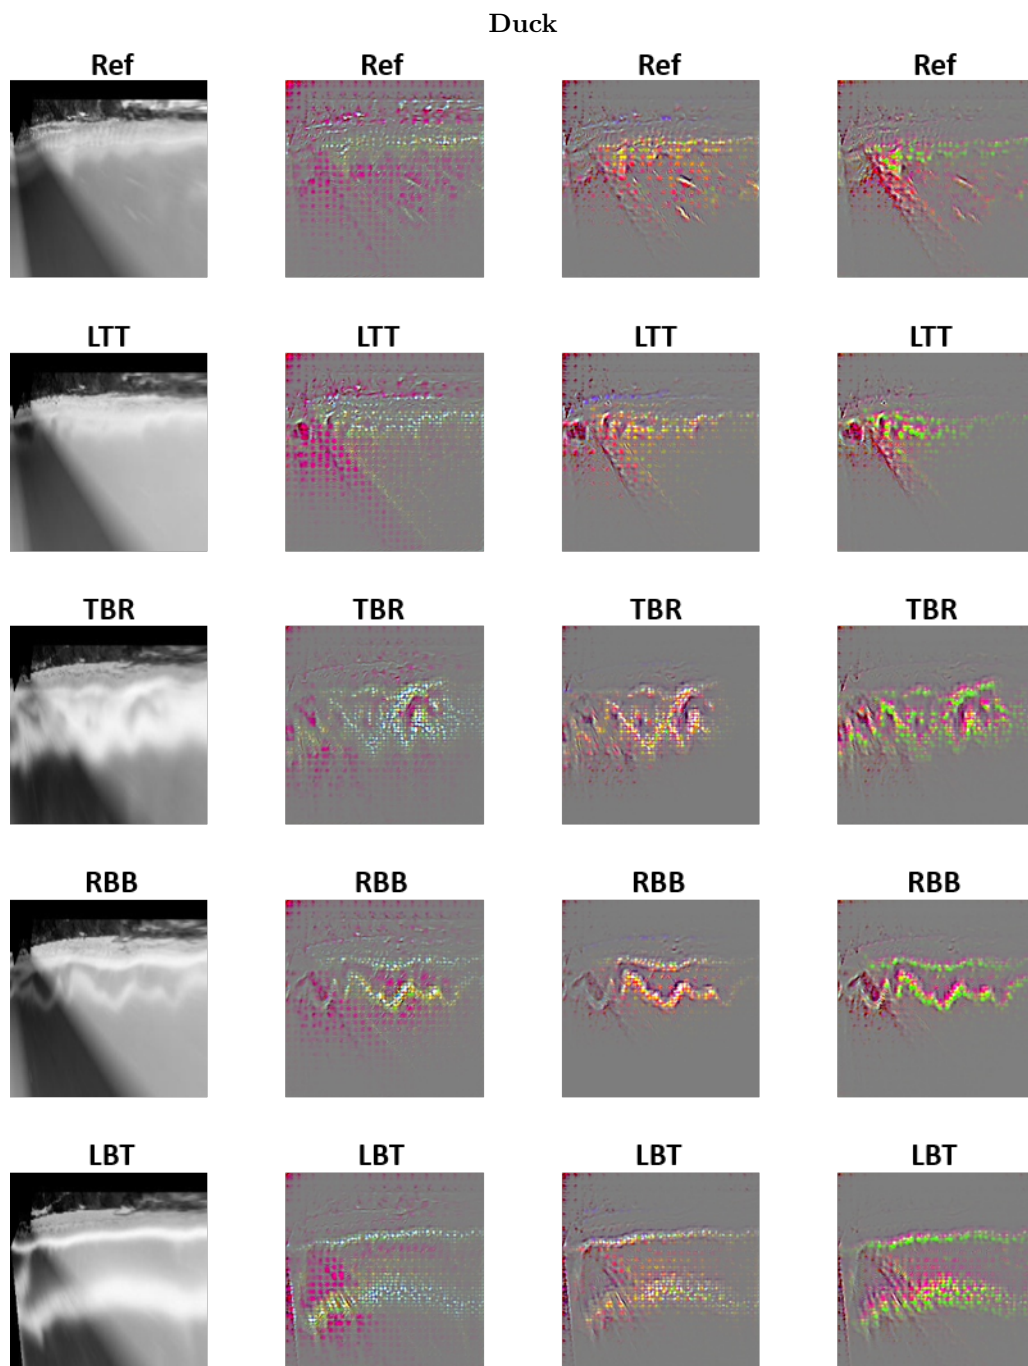 Duck
Ref Ref Ref Ref
LTT LTT LTT LTT
TBR TBR TBR TBR
RBB RBB RBB RBB
LBT LBT LBT LBT